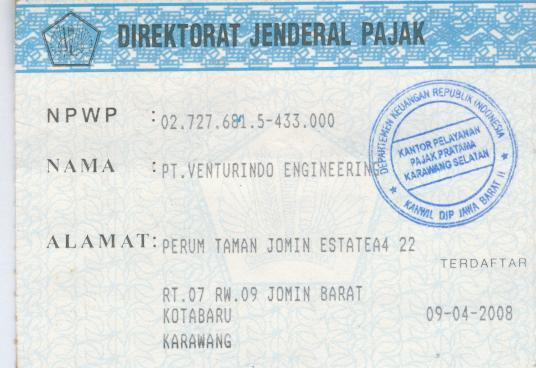 DIREKTORAT JENDERAL PAJAK
NPWP : 02.727.681.5-433.000
NAMA : PT.VENTURINDO ENGINEERING
DEPARTEMEN KEUANGAN REPUBLIK INDONESIA
KANTOR PELAYANAN
PAJAK PRATAMA
KARAWANG SELATAN
KANWIL DJP JAWA BARAT II
ALAMAT: PERUM TAMAN JOMIN ESTATEA4 22
TERDAFTAR
RT.07 RW.09 JOMIN BARAT
KOTABARU 09-04-2008
KARAWANG